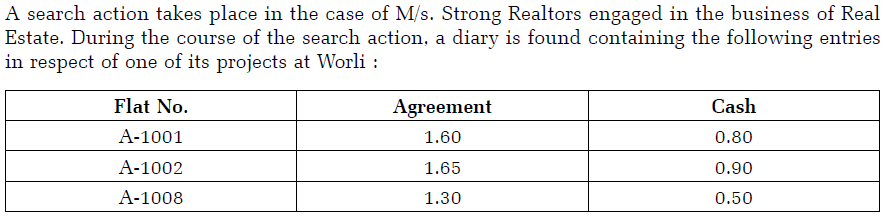 A search action takes place in the case of M/s. Strong Realtors engaged in the business of Real
Estate. During the course of the search action, a diary is found containing the following entries
in respect of one of its projects at Worli :
Flat No. Agreement Cash
A-1001 1.60 0.80
A-1002 1.65 0.90
A-1008 1.30 0.50